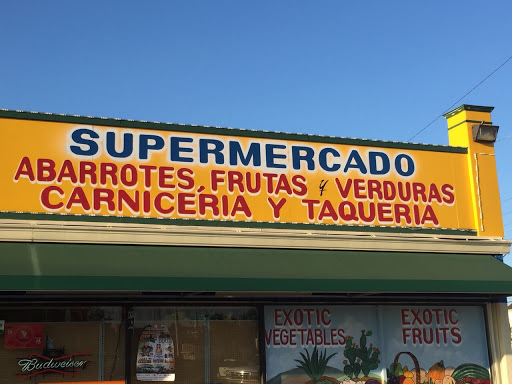 SUPERMERCADO
ABARROTES, FRUTAS y VERDURAS
CARNICERIA Y TAQUERIA
EXOTIC
VEGETABLES
EXOTIC
FRUITS
Budweiser